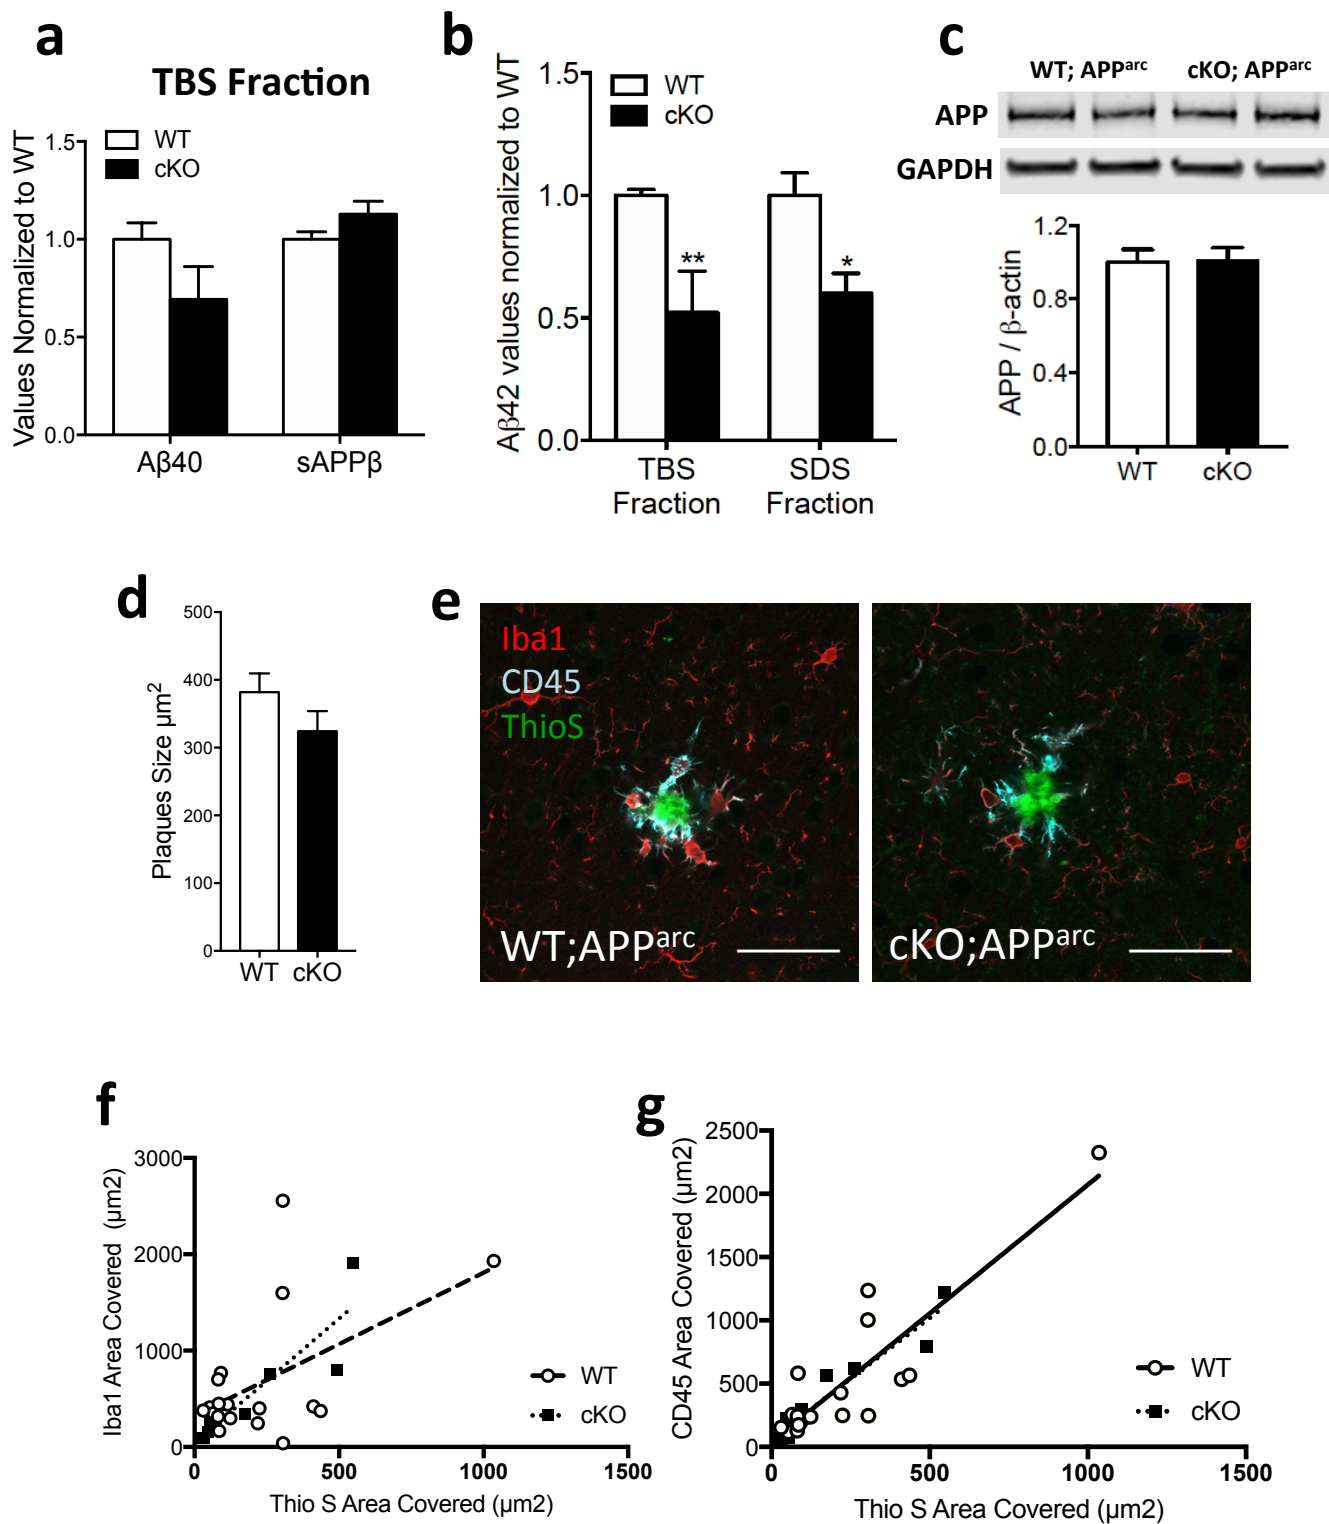 a
TBS Fraction
WT
cKO
Values Normalized to WT
1.5
1.0
0.5
0.0
Aβ40
sAPPβ
b
WT
cKO
Aβ42 values normalized to WT
1.5
1.0
0.5
0.0
TBS
Fraction
SDS
Fraction
**
*
c
WT; APParc
cKO; APParc
APP
GAPDH
APP / β-actin
1.2
0.8
0.4
0.0
WT
cKO
d
Plaques Size µm2
500
400
300
200
100
0
WT
cKO
e
Iba1
CD45
ThioS
WT;APParc
cKO;APParc
f
Iba1 Area Covered (µm2)
3000
2000
1000
0
0
500
1000
1500
Thio S Area Covered (µm2)
WT
cKO
g
CD45 Area Covered (µm2)
2500
2000
1500
1000
500
0
0
500
1000
1500
Thio S Area Covered (µm2)
WT
cKO